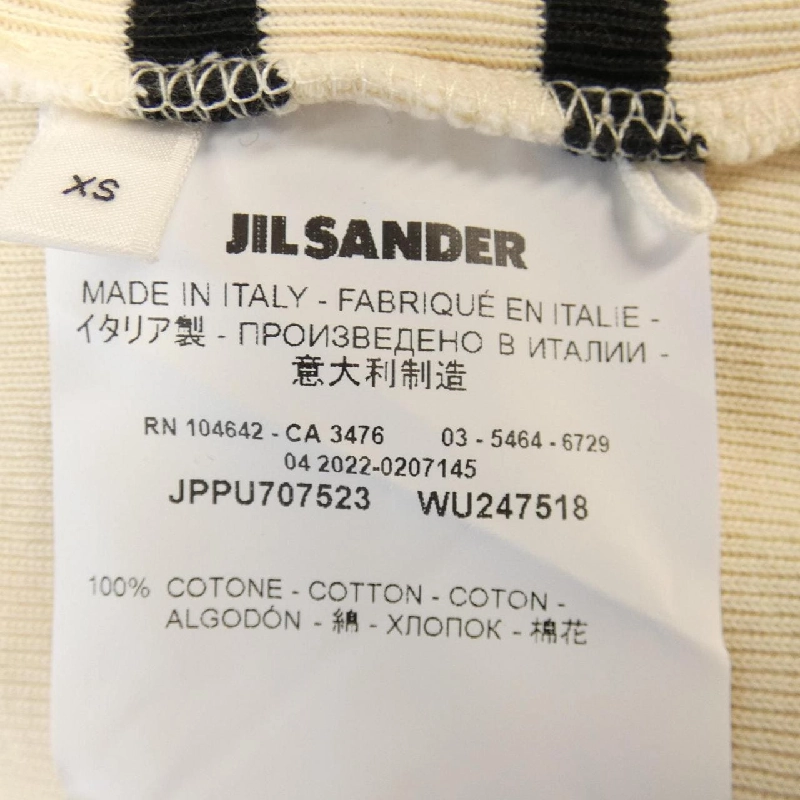 XS
JIL SANDER
MADE IN ITALY - FABRIQUÉ EN ITALIE -
イタリア製 - ПРОИЗВЕДЕНО В ИТАЛИИ -
意大利制造
RN 104642 - CA 3476 03 - 5464 - 6729
04 2022-0207145
JPPU707523 WU247518
100% COTONE - COTTON - COTON -
ALGODÓN - 綿 - ХЛОПОК - 棉花